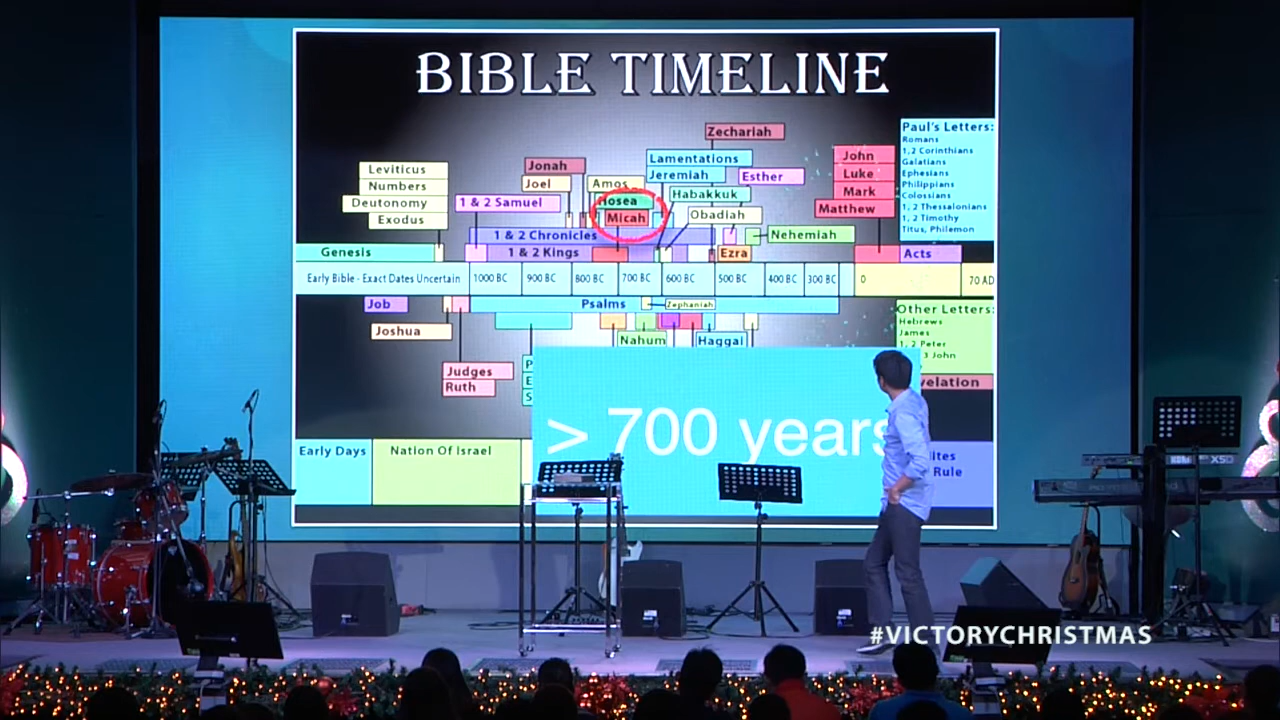 BIBLE TIMELINE
Zechariah
Paul's Letters:
Romans
1, 2 Corinthians
Galatians
Ephesians
Philippians
Colossians
1, 2 Thessalonians
1, 2 Timothy
Titus, Philemon
Leviticus
Numbers
Deutonomy
Exodus
Jonah
Joel
1 & 2 Samuel
Amos
Hosea
Micah
Lamentations
Jeremiah
Esther
Habakkuk
Obadiah
Nehemiah
John
Luke
Mark
Matthew
1 & 2 Chronicles
Genesis
1 & 2 Kings
Ezra
Acts
Early Bible - Exact Dates Uncertain
1000 BC
900 BC
800 BC
700 BC
600 BC
500 BC
400 BC
300 BC
0
70 AD
Job
Psalms
Zephaniah
Joshua
Nahum
Haggai
Other Letters:
Hebrews
James
1, 2 Peter
3 John
Judges
Ruth
P
E
S
velation
> 700 years
Early Days
Nation Of Israel
ites
Rule
#VICTORYCHRISTMAS